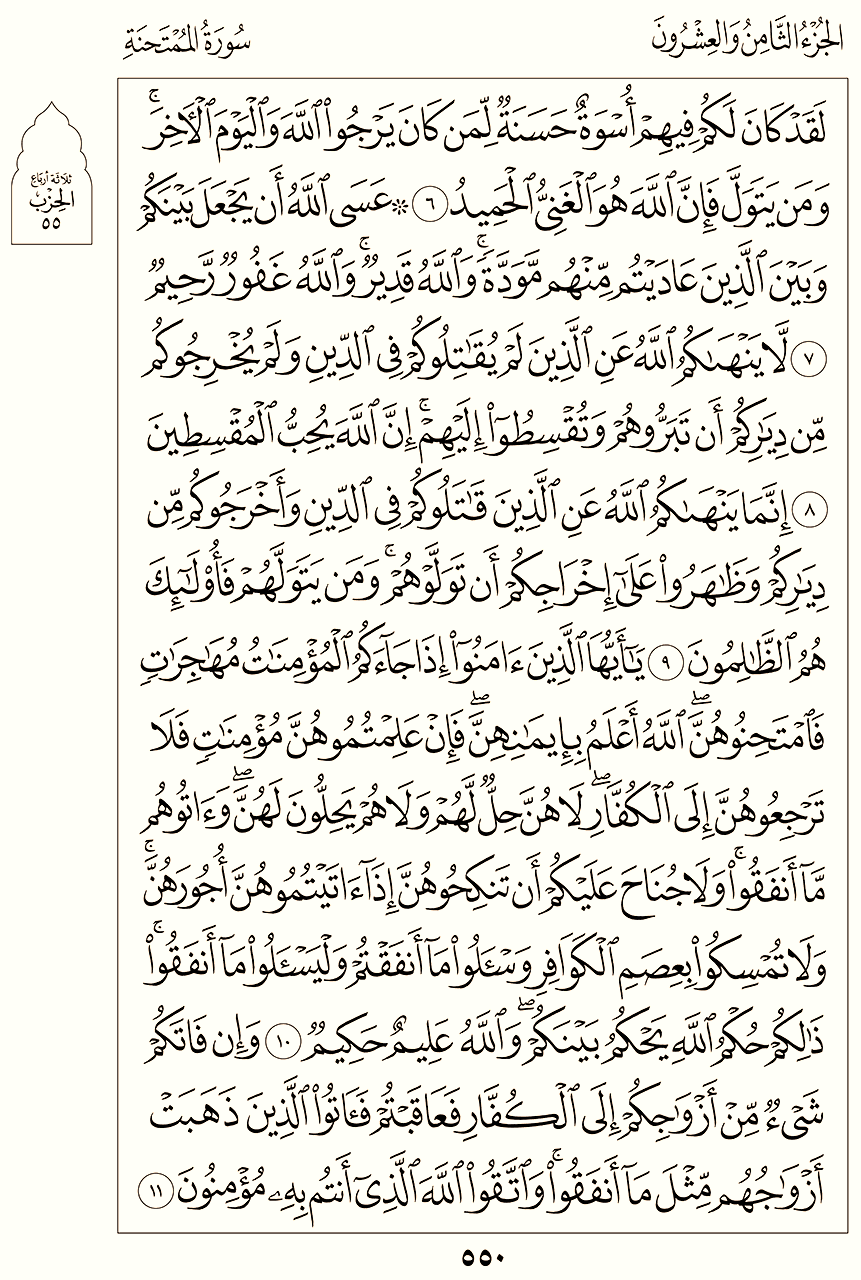 الجُزْءُ الثَّامِنُ وَالعِشْرُونَ
سُورَةُ المُمْتَحنَةِ
ثلاثة أرباع
الحِزْب
٥٥
لَقَدۡ كَانَ لَكُمۡ فِيهِمۡ أُسۡوَةٌ حَسَنَةٞ لِّمَن كَانَ يَرۡجُواْ ٱللَّهَ وَٱلۡيَوۡمَ ٱلۡأٓخِرَۚ
وَمَن يَتَوَلَّ فَإِنَّ ٱللَّهَ هُوَ ٱلۡغَنِيُّ ٱلۡحَمِيدُ ٦ ۞ عَسَى ٱللَّهُ أَن يَجۡعَلَ بَيۡنَكُمۡ
وَبَيۡنَ ٱلَّذِينَ عَادَيۡتُم مِّنۡهُم مَّوَدَّةٗۚ وَٱللَّهُ قَدِيرٞۚ وَٱللَّهُ غَفُورٞ رَّحِيمٞ
٧ لَّا يَنۡهَىٰكُمُ ٱللَّهُ عَنِ ٱلَّذِينَ لَمۡ يُقَٰتِلُوكُمۡ فِي ٱلدِّينِ وَلَمۡ يُخۡرِجُوكُم
مِّن دِيَٰرِكُمۡ أَن تَبَرُّوهُمۡ وَتُقۡسِطُوٓاْ إِلَيۡهِمۡۚ إِنَّ ٱللَّهَ يُحِبُّ ٱلۡمُقۡسِطِينَ
٨ إِنَّمَا يَنۡهَىٰكُمُ ٱللَّهُ عَنِ ٱلَّذِينَ قَٰتَلُوكُمۡ فِي ٱلدِّينِ وَأَخۡرَجُوكُم مِّن
دِيَٰرِكُمۡ وَظَٰهَرُواْ عَلَىٰٓ إِخۡرَاجِكُمۡ أَن تَوَلَّوۡهُمۡۚ وَمَن يَتَوَلَّهُمۡ فَأُوْلَٰٓئِكَ
هُمُ ٱلظَّٰلِمُونَ ٩ يَٰٓأَيُّهَا ٱلَّذِينَ ءَامَنُوٓاْ إِذَا جَآءَكُمُ ٱلۡمُؤۡمِنَٰتُ مُهَٰجِرَٰتٖ
فَٱمۡتَحِنُوهُنَّۖ ٱللَّهُ أَعۡلَمُ بِإِيمَٰنِهِنَّۖ فَإِنۡ عَلِمۡتُمُوهُنَّ مُؤۡمِنَٰتٖ فَلَا
تَرۡجِعُوهُنَّ إِلَى ٱلۡكُفَّارِۖ لَا هُنَّ حِلّٞ لَّهُمۡ وَلَا هُمۡ يَحِلُّونَ لَهُنَّۖ وَءَاتُوهُم
مَّآ أَنفَقُواْۚ وَلَا جُنَاحَ عَلَيۡكُمۡ أَن تَنكِحُوهُنَّ إِذَآ ءَاتَيۡتُمُوهُنَّ أُجُورَهُنَّۚ
وَلَا تُمۡسِكُواْ بِعِصَمِ ٱلۡكَوَافِرِ وَسۡـَٔلُواْ مَآ أَنفَقۡتُمۡ وَلۡيَسۡـَٔلُواْ مَآ أَنفَقُواْۚ
ذَٰلِكُمۡ حُكۡمُ ٱللَّهِ يَحۡكُمُ بَيۡنَكُمۡۖ وَٱللَّهُ عَلِيمٌ حَكِيمٞ ١٠ وَإِن فَاتَكُمۡ
شَيۡءٞ مِّنۡ أَزۡوَٰجِكُمۡ إِلَى ٱلۡكُفَّارِ فَعَاقَبۡتُمۡ فَـَٔاتُواْ ٱلَّذِينَ ذَهَبَتۡ
أَزۡوَٰجُهُم مِّثۡلَ مَآ أَنفَقُواْۚ وَٱتَّقُواْ ٱللَّهَ ٱلَّذِيٓ أَنتُم بِهِۦ مُؤۡمِنُونَ ١١
٥٥٠